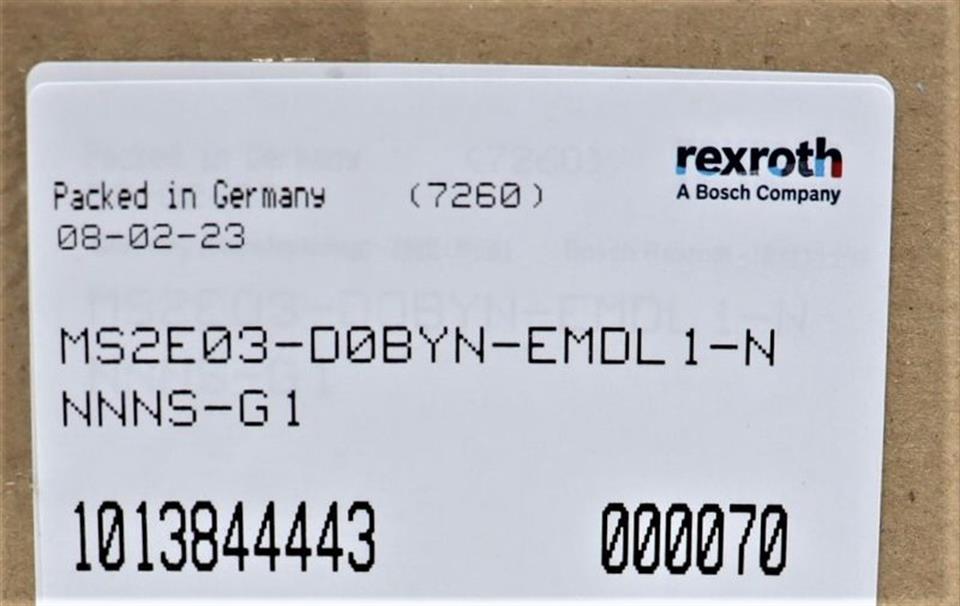 rexroth
A Bosch Company
Packed in Germany (7260)
08-02-23
MS2E03-D0BYN-EMDL1-N
NNNS-G1
1013844443 000070